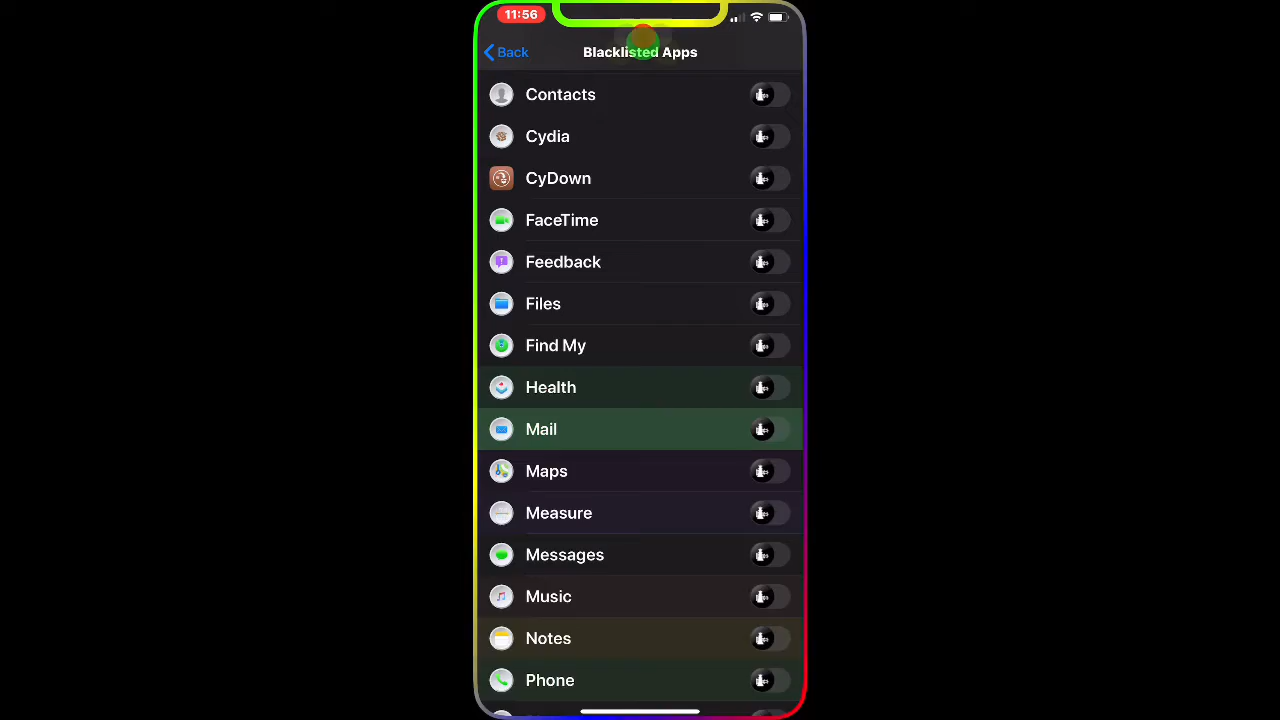 11:56
Back
Blacklisted Apps
Contacts
Cydia
CyDown
FaceTime
Feedback
Files
Find My
Health
Mail
Maps
Measure
Messages
Music
Notes
Phone